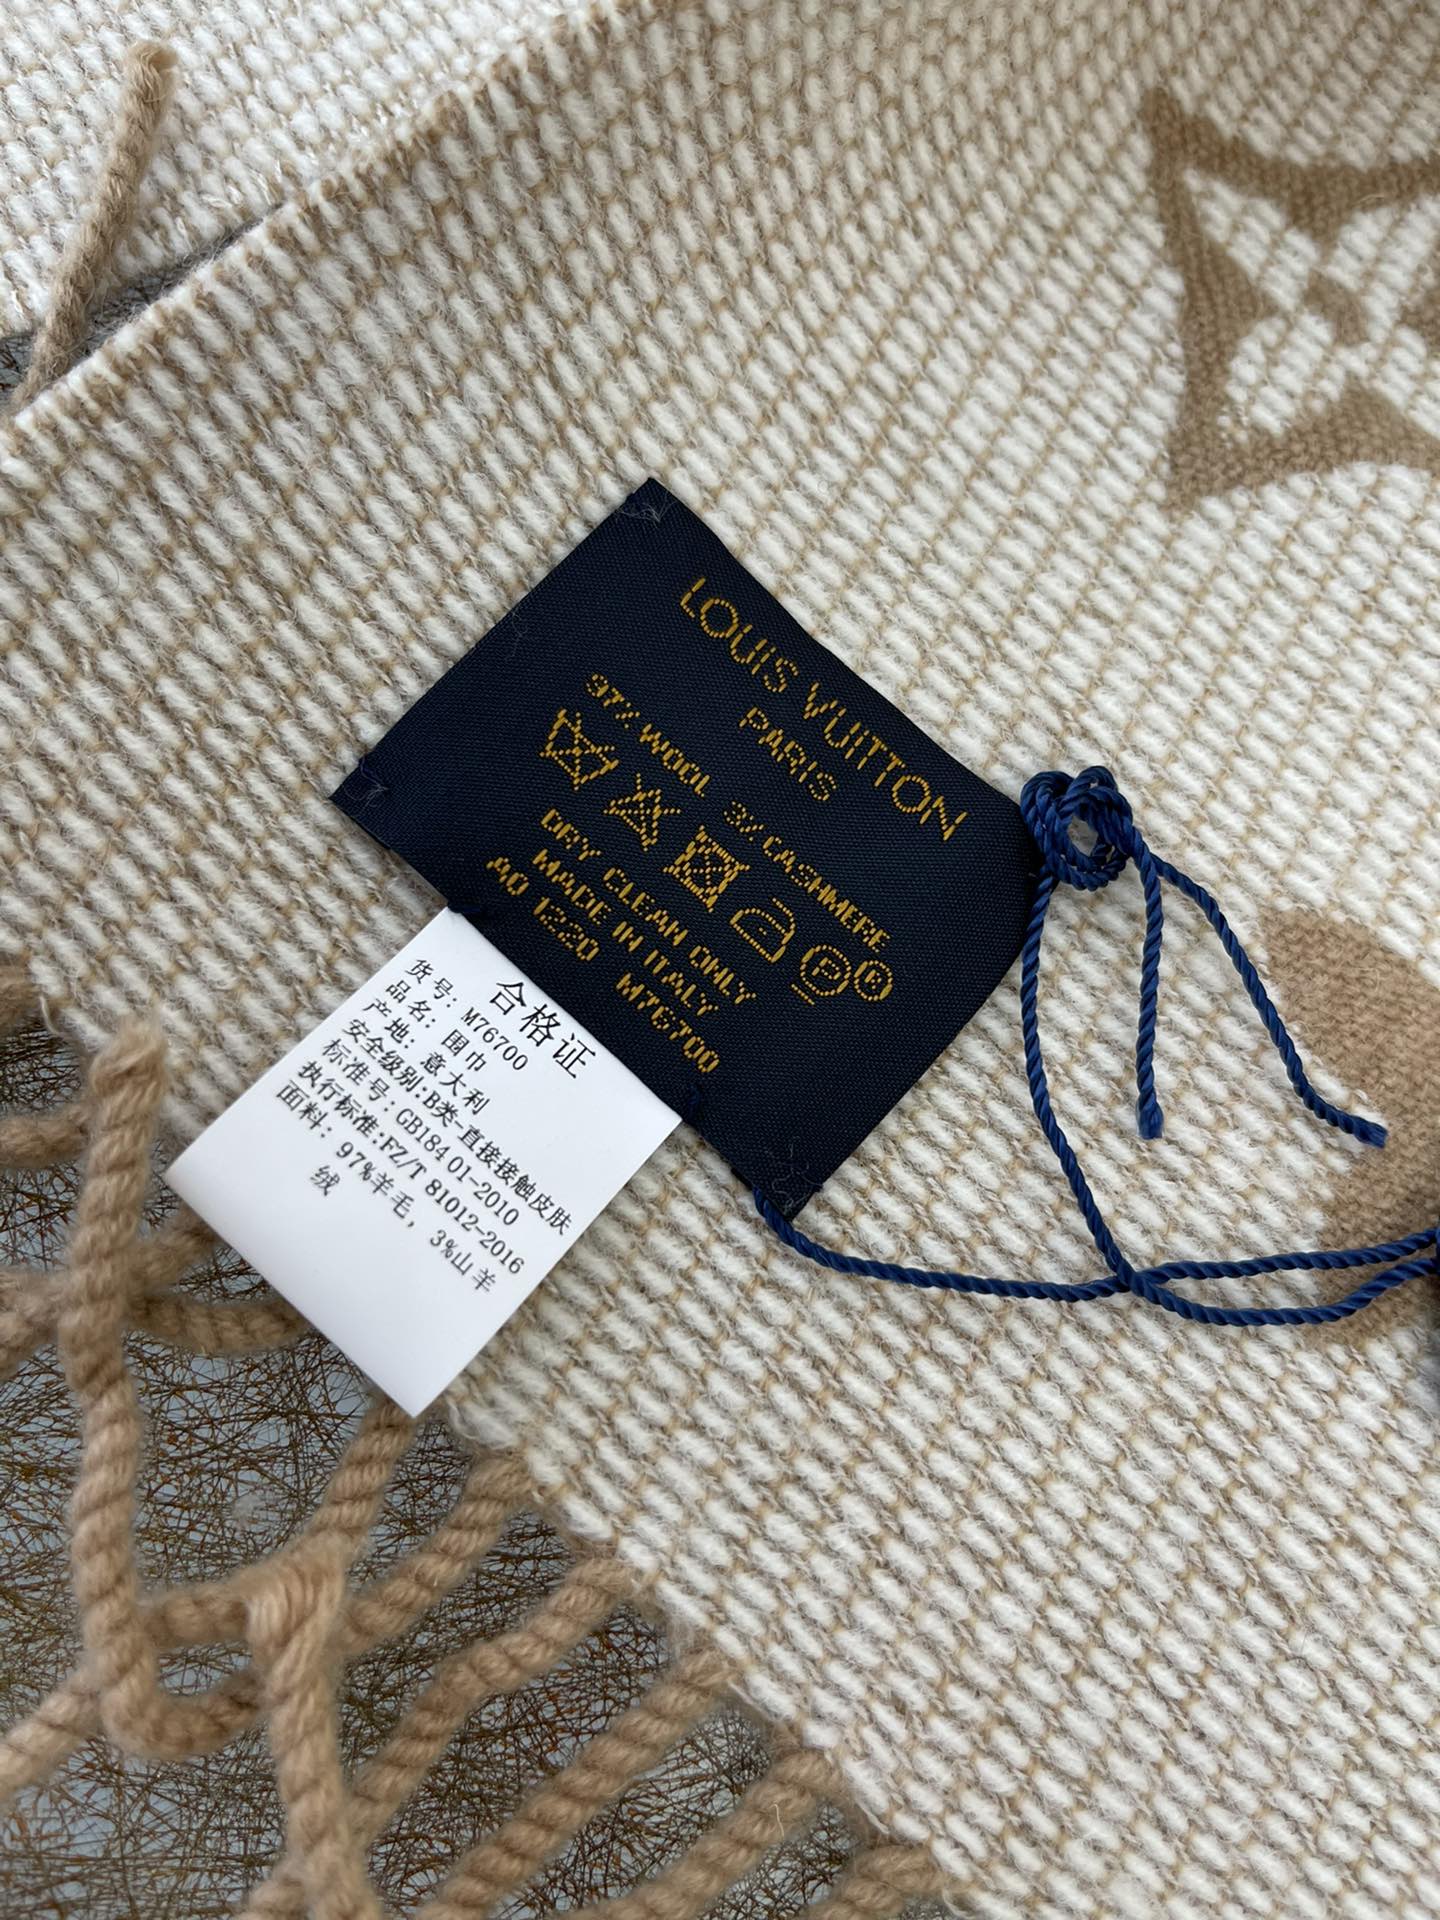 LOUIS VUITTON
PARIS
97% WOOL 3% CASHMERE
P ®
DRY CLEAN ONLY
MADE IN ITALY
AO 1220 M76700
合格证
货号: M76700
品名: 围巾
产地: 意大利
安全级别:B类-直接接触皮肤
标准号:GB18401-2010
执行标准:FZ/T 81012-2016
面料: 97%羊毛, 3%山羊
绒